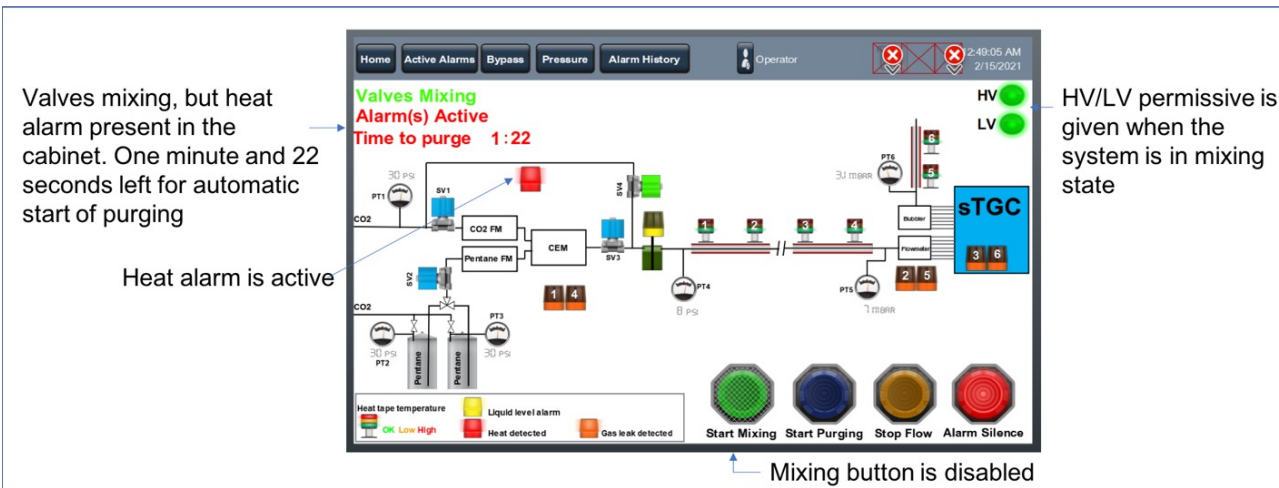 Home
Active Alarms
Bypass
Pressure
Alarm History
Operator
2:49:05 AM
2/15/2021
Valves Mixing
Alarm(s) Active
Time to purge 1:22
HV
LV
Valves mixing, but heat
alarm present in the
cabinet. One minute and 22
seconds left for automatic
start of purging
HV/LV permissive is
given when the
system is in mixing
state
Heat alarm is active
30 PSI
PT1
SV1
CO2
CO2 FM
Pentane FM
CEM
SV2
SV3
SV4
1
2
3
4
PT6
6
5
Bubbler
Flowmeter
sTGC
3 6
2 5
1 4
PT4
8 PSI
PT5
7 mBAR
CO2
PT3
30 PSI
PT2
30 PSI
Pentane
Pentane
Heat tape temperature
OK Low High
Liquid level alarm
Heat detected
Gas leak detected
Start Mixing
Start Purging
Stop Flow
Alarm Silence
Mixing button is disabled